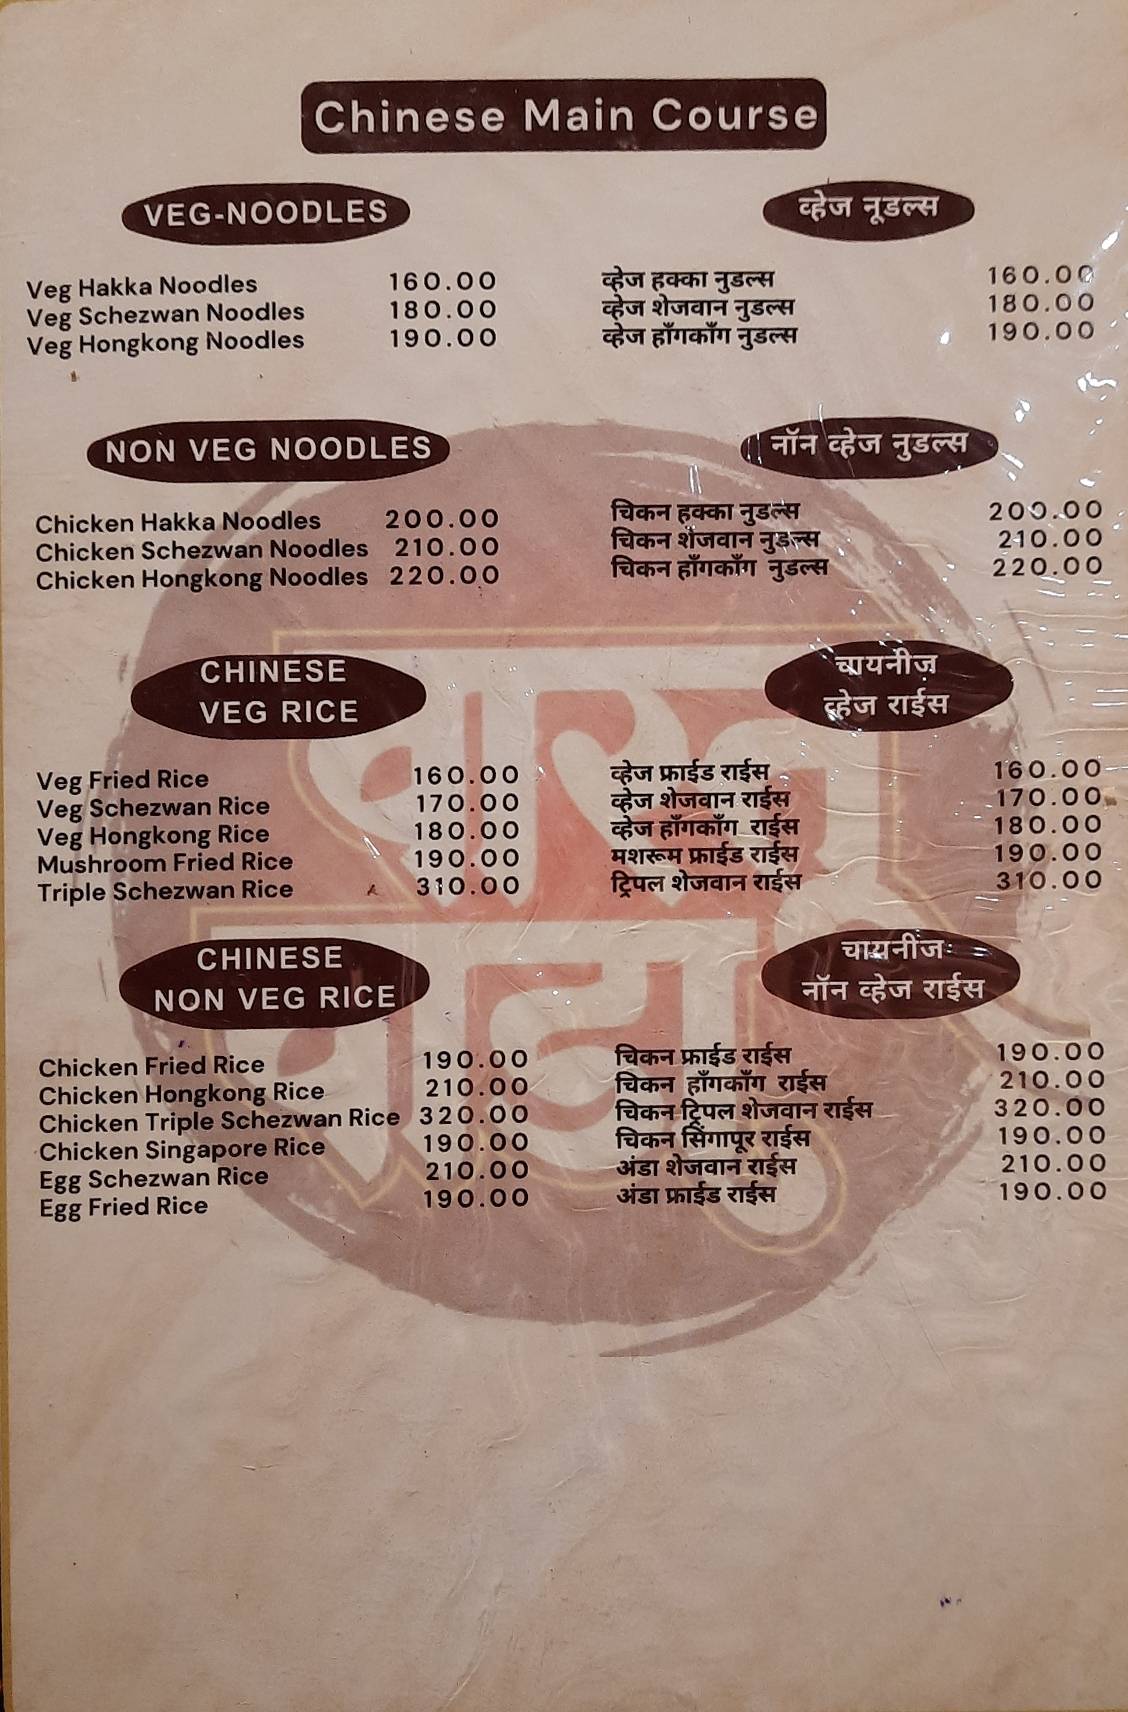 Chinese Main Course
VEG-NOODLES
व्हेज नूडल्स
Veg Hakka Noodles 160.00 व्हेज हक्का नुडल्स 160.00
Veg Schezwan Noodles 180.00 व्हेज शेजवान नुडल्स 180.00
Veg Hongkong Noodles 190.00 व्हेज हाँगकाँग नुडल्स 190.00
NON VEG NOODLES
नॉन व्हेज नुडल्स
Chicken Hakka Noodles 200.00 चिकन हक्का नुडल्स 200.00
Chicken Schezwan Noodles 210.00 चिकन शेजवान नुडल्स 210.00
Chicken Hongkong Noodles 220.00 चिकन हाँगकाँग नुडल्स 220.00
CHINESE
VEG RICE
चायनीज
व्हेज राईस
Veg Fried Rice 160.00 व्हेज फ्राईड राईस 160.00
Veg Schezwan Rice 170.00 व्हेज शेजवान राईस 170.00
Veg Hongkong Rice 180.00 व्हेज हाँगकाँग राईस 180.00
Mushroom Fried Rice 190.00 मशरूम फ्राईड राईस 190.00
Triple Schezwan Rice 310.00 ट्रिपल शेजवान राईस 310.00
CHINESE
NON VEG RICE
चायनीज
नॉन व्हेज राईस
Chicken Fried Rice 190.00 चिकन फ्राईड राईस 190.00
Chicken Hongkong Rice 210.00 चिकन हाँगकाँग राईस 210.00
Chicken Triple Schezwan Rice 320.00 चिकन ट्रिपल शेजवान राईस 320.00
Chicken Singapore Rice 190.00 चिकन सिंगापूर राईस 190.00
Egg Schezwan Rice 210.00 अंडा शेजवान राईस 210.00
Egg Fried Rice 190.00 अंडा फ्राईड राईस 190.00